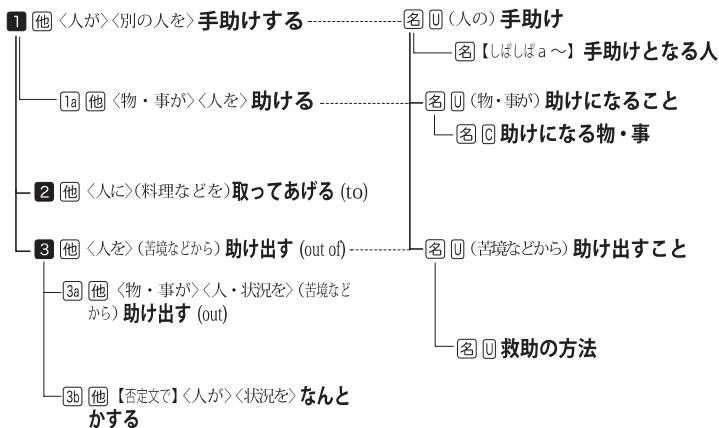 1 他 〈人が〉〈別の人を〉手助けする
名 U (人の) 手助け
名【しばしば a ～】手助けとなる人
1a 他 〈物・事が〉〈人を〉助ける
名 U (物・事が) 助けになること
名 C 助けになる物・事
2 他 〈人に〉(料理などを)取ってあげる (to)
3 他 〈人を〉(苦境などから) 助け出す (out of)
名 U (苦境などから) 助け出すこと
3a 他 〈物・事が〉〈人・状況を〉(苦境など
から) 助け出す (out)
名 U 救助の方法
3b 他 【否定文で】〈人が〉〈状況を〉なんと
かする